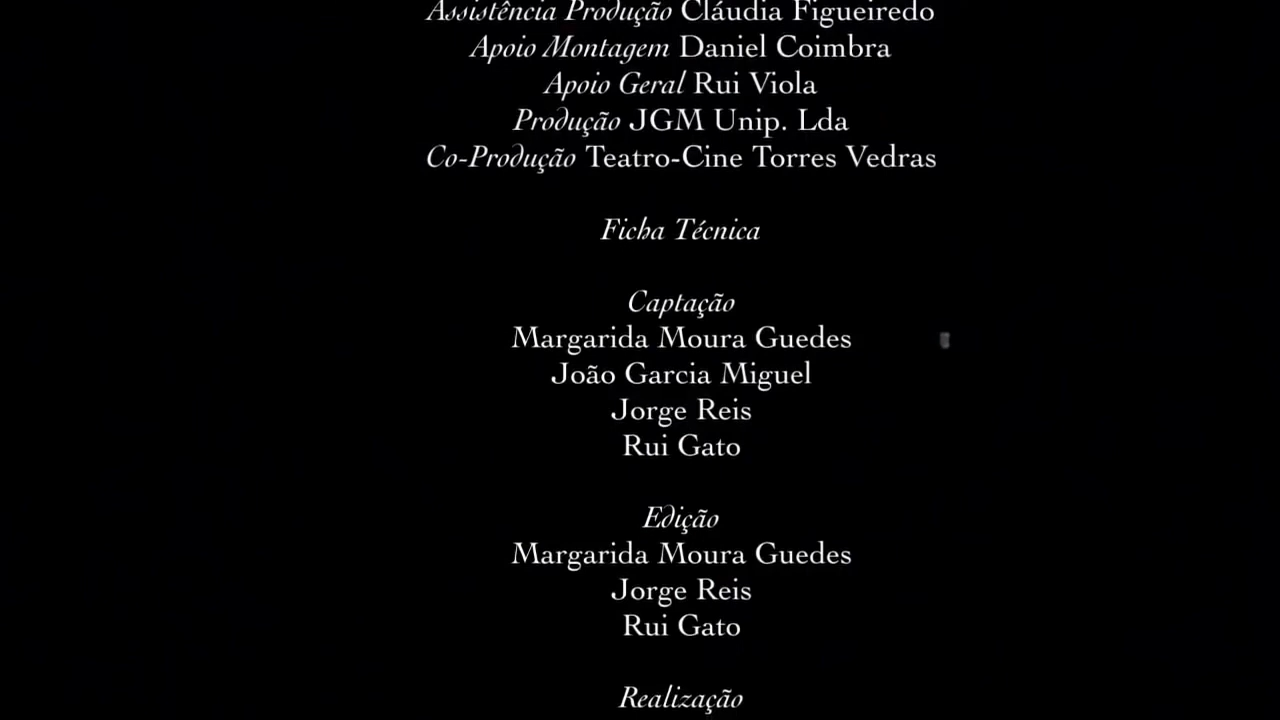 Assistência Produção Cláudia Figueiredo
Apoio Montagem Daniel Coimbra
Apoio Geral Rui Viola
Produção JGM Unip. Lda
Co-Produção Teatro-Cine Torres Vedras
Ficha Técnica
Captação
Margarida Moura Guedes
João Garcia Miguel
Jorge Reis
Rui Gato
Edição
Margarida Moura Guedes
Jorge Reis
Rui Gato
Realização